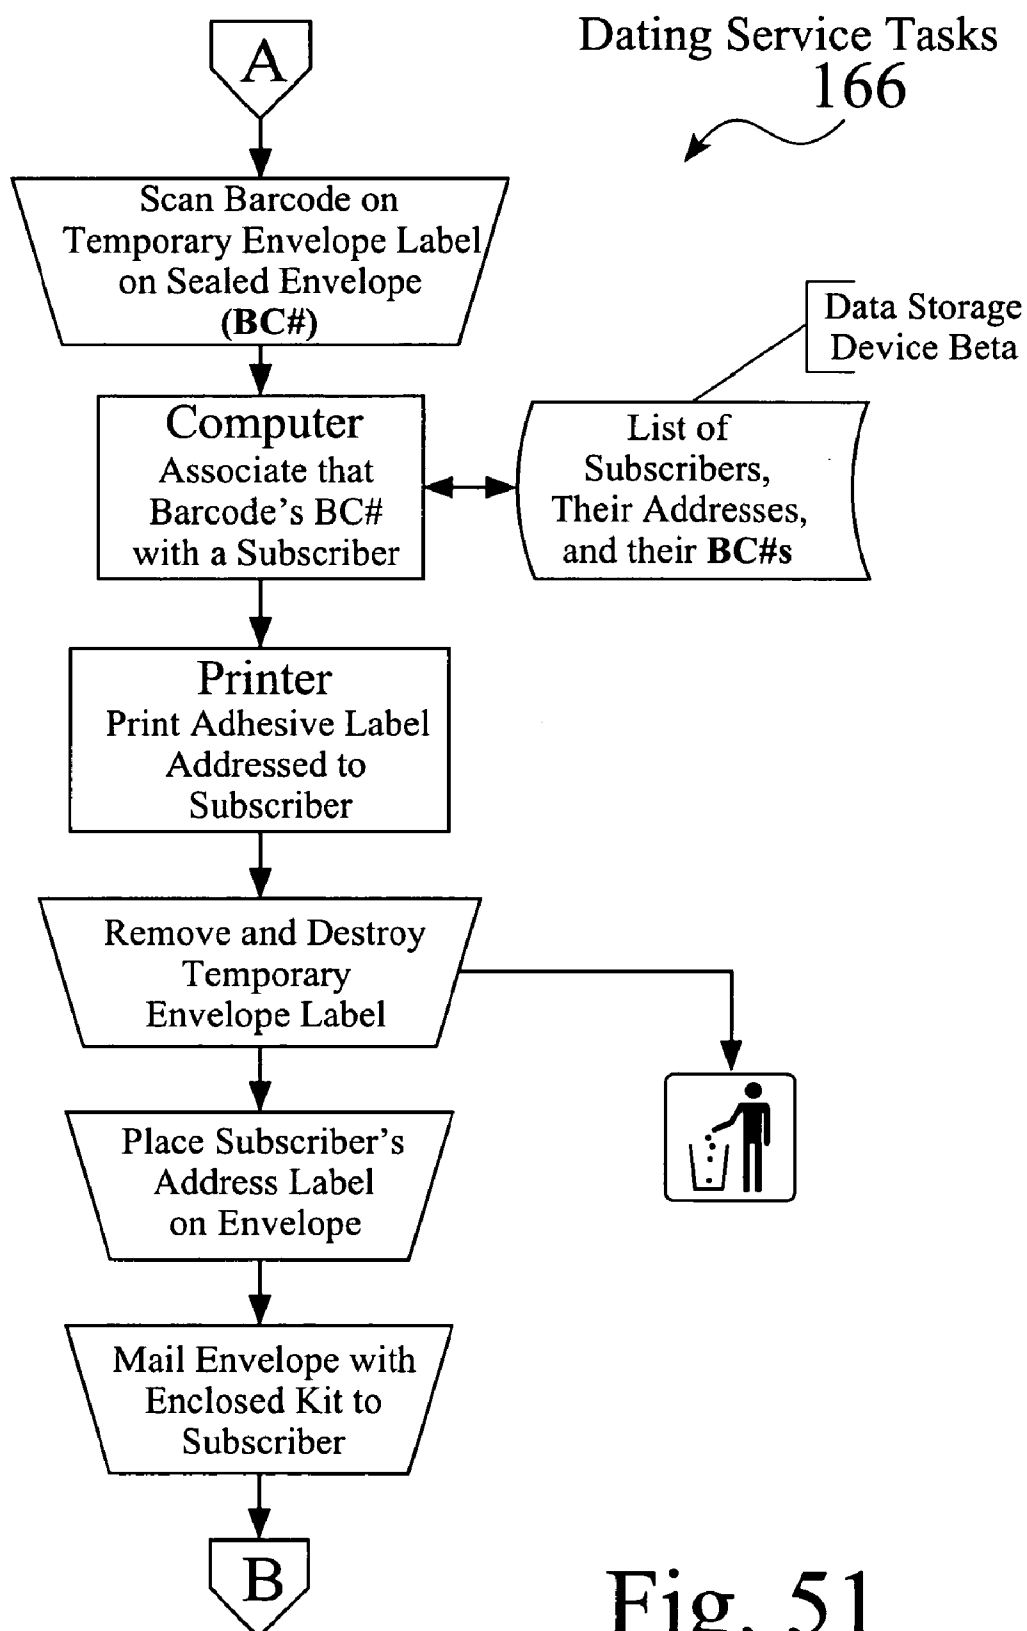 A
Dating Service Tasks
166
Scan Barcode on
Temporary Envelope Label
on Sealed Envelope
(BC#)
Data Storage
Device Beta
Computer
Associate that
Barcode's BC#
with a Subscriber
List of
Subscribers,
Their Addresses,
and their BC#s
Printer
Print Adhesive Label
Addressed to
Subscriber
Remove and Destroy
Temporary
Envelope Label
Place Subscriber's
Address Label
on Envelope
Mail Envelope with
Enclosed Kit to
Subscriber
B
Fig. 51